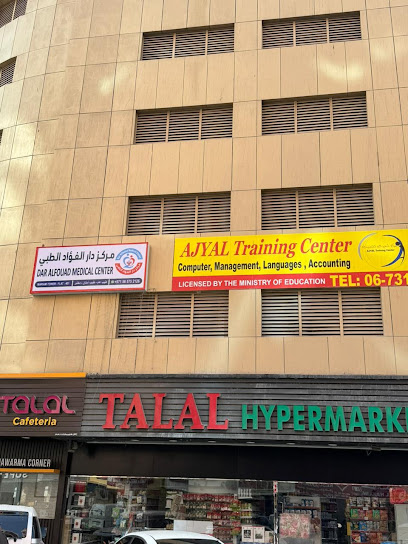 مركز دار الفؤاد الطبي
DAR ALFOUAD MEDICAL CENTER
AJYAL Training Center
Computer, Management, Languages , Accounting
LICENSED BY THE MINISTRY OF EDUCATION
TEL: 06-731
TALAL
Cafeteria
TALAL HYPERMARK
AWARMA CORNER